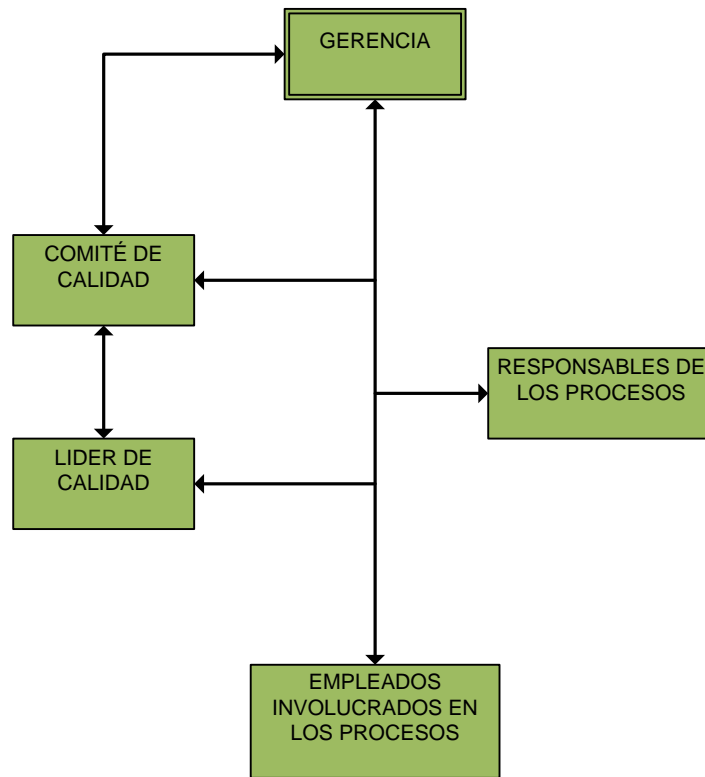 GERENCIA
COMITÉ DE
CALIDAD
RESPONSABLES DE
LOS PROCESOS
LIDER DE
CALIDAD
EMPLEADOS
INVOLUCRADOS EN
LOS PROCESOS